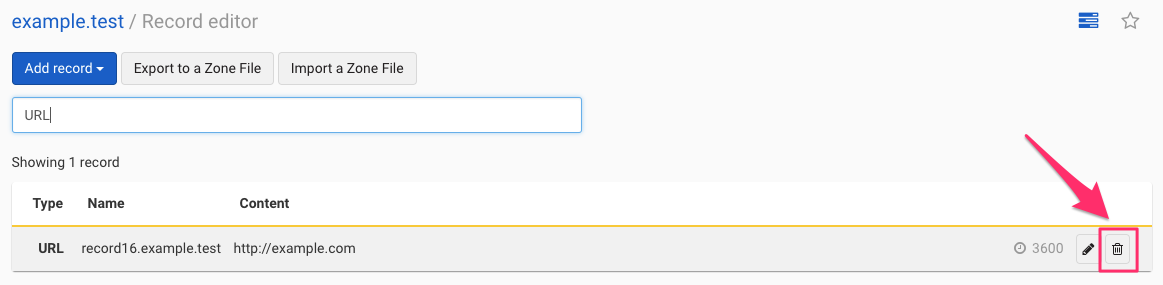 example.test / Record editor
Add record Export to a Zone File Import a Zone File
URL
Showing 1 record
Type Name Content
URL record16.example.test http://example.com 3600